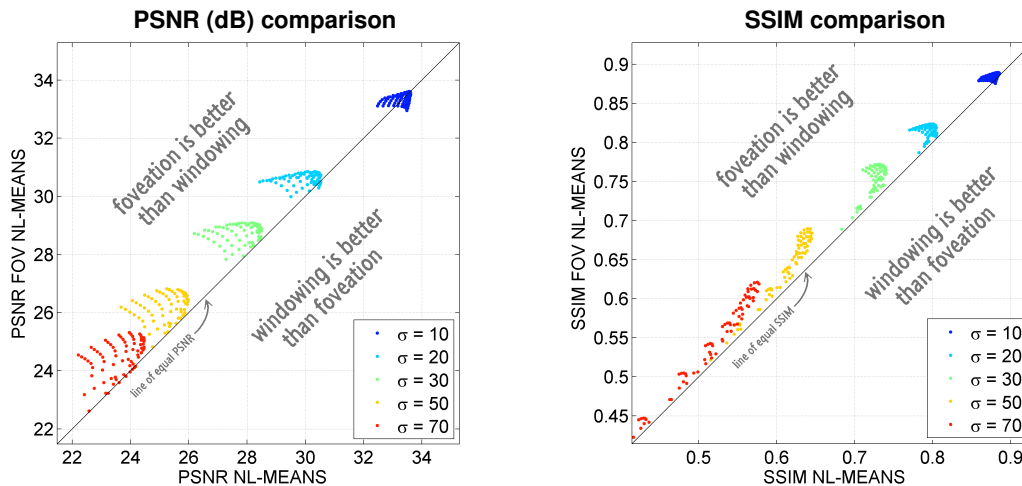 PSNR (dB) comparison
34
32
30
28
26
24
22
PSNR FOV NL-MEANS
foveation is better
than windowing
windowing is better
than foveation
line of equal PSNR
σ = 10
σ = 20
σ = 30
σ = 50
σ = 70
22 24 26 28 30 32 34
PSNR NL-MEANS
SSIM comparison
0.9
0.85
0.8
0.75
0.7
0.65
0.6
0.55
0.5
0.45
SSIM FOV NL-MEANS
foveation is better
than windowing
windowing is better
than foveation
line of equal SSIM
σ = 10
σ = 20
σ = 30
σ = 50
σ = 70
0.5 0.6 0.7 0.8 0.9
SSIM NL-MEANS